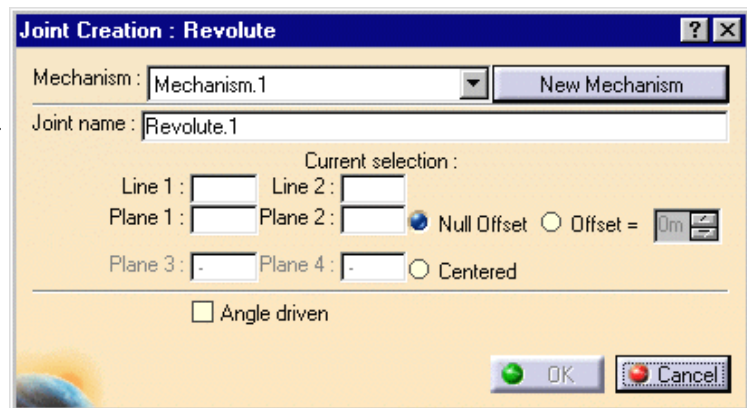 Joint Creation : Revolute ? ×
Mechanism : Mechanism.1 New Mechanism
Joint name : Revolute.1
Current selection :
Line 1 : Line 2 :
Plane 1 : Plane 2 : Null Offset Offset = 0m
Plane 3 : - Plane 4 : - Centered
Angle driven
OK Cancel